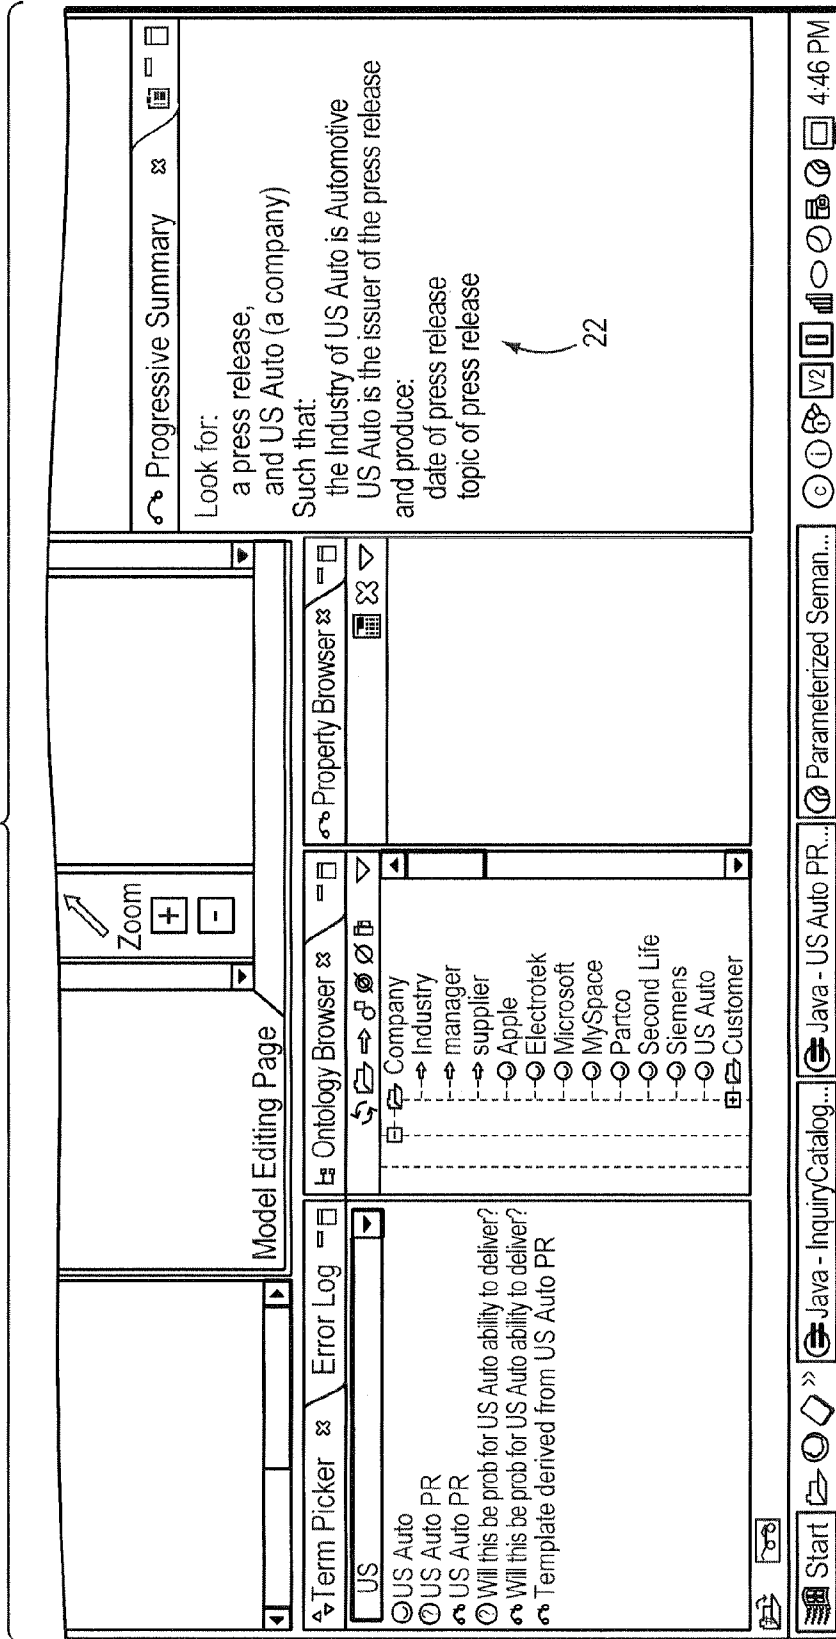 Zoom
+
-
Model Editing Page
Term Picker
Error Log
US
US Auto
? US Auto PR
US Auto PR
? Will this be prob for US Auto ability to deliver?
Will this be prob for US Auto ability to deliver?
Template derived from US Auto PR
Ontology Browser
Company
Industry
manager
supplier
Apple
Electrotek
Microsoft
MySpace
Partco
Second Life
Siemens
US Auto
Customer
Property Browser
Progressive Summary
Look for:
a press release,
and US Auto (a company)
Such that:
the Industry of US Auto is Automotive
US Auto is the issuer of the press release
and produce:
date of press release
topic of press release
22
Start
»
Java - InquiryCatalog...
Java - US Auto PR...
Parameterized Seman...
c
i
V2
4:46 PM